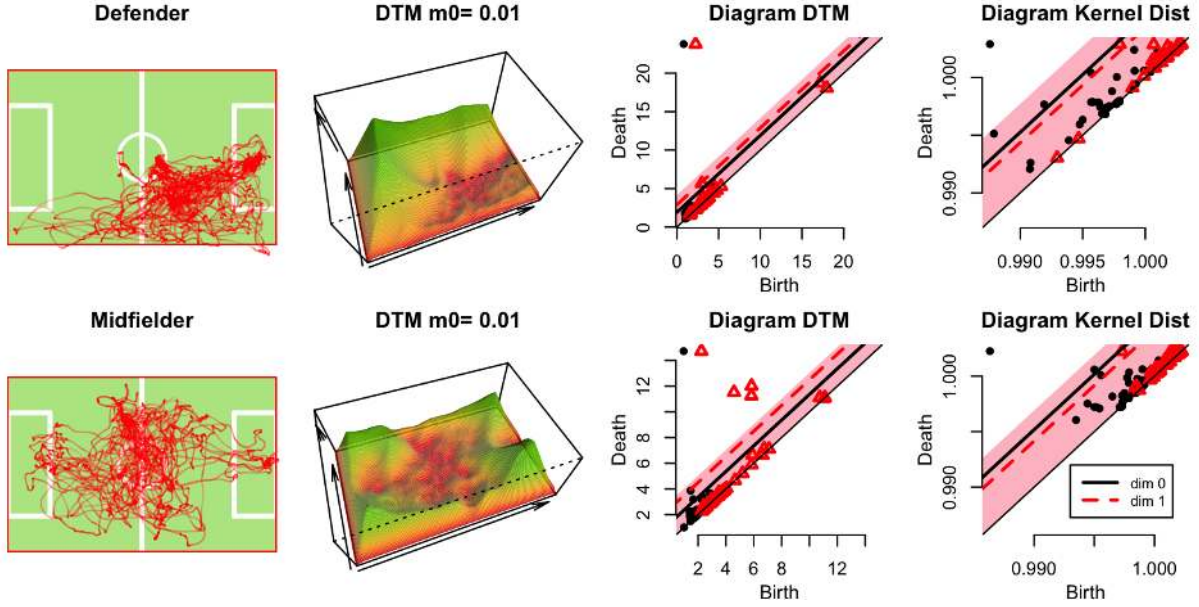 Defender
DTM m0= 0.01
Diagram DTM
Diagram Kernel Dist
Death
20
15
10
5
0
0 5 10 15 20
Birth
Death
1.000
0.990
0.990 0.995 1.000
Birth
Midfielder
DTM m0= 0.01
Diagram DTM
Diagram Kernel Dist
Death
12
8
6
4
2
2 4 6 8 12
Birth
Death
1.000
0.990
dim 0
dim 1
0.990 1.000
Birth